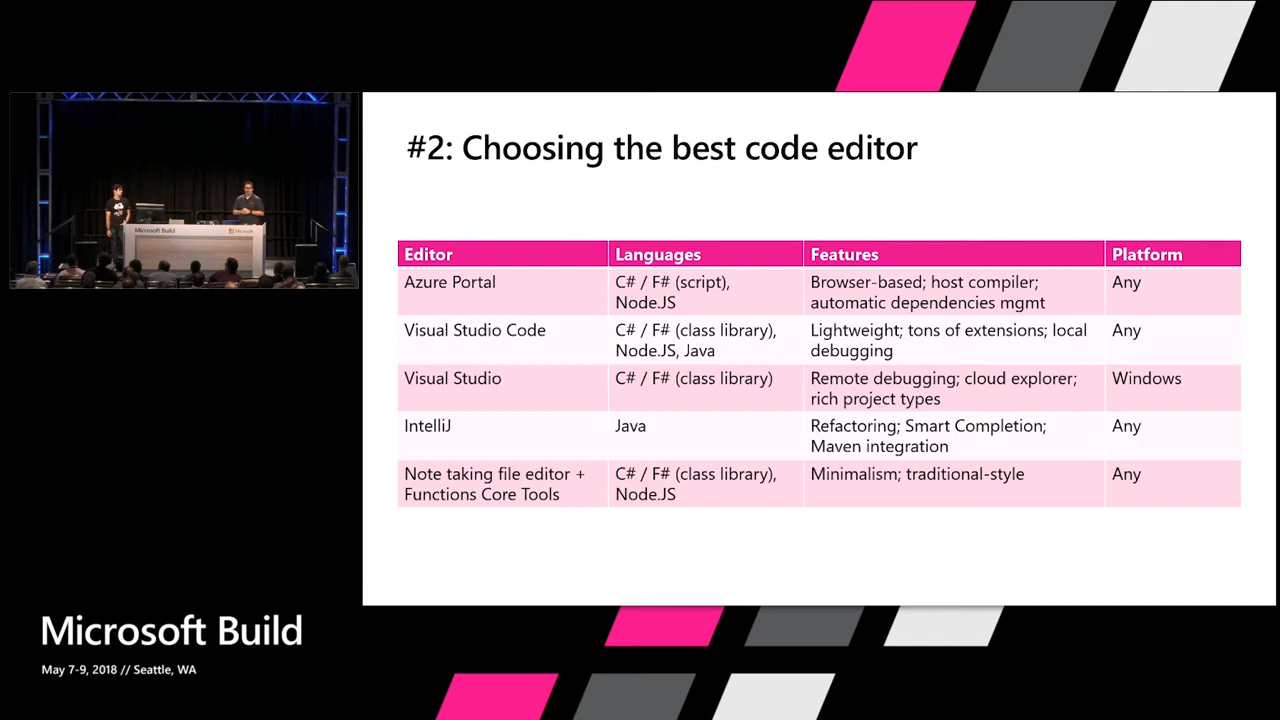 #2: Choosing the best code editor
Editor Languages Features Platform
Azure Portal C# / F# (script), Browser-based; host compiler; Any
Node.JS automatic dependencies mgmt
Visual Studio Code C# / F# (class library), Lightweight; tons of extensions; local Any
Node.JS, Java debugging
Visual Studio C# / F# (class library) Remote debugging; cloud explorer; Windows
rich project types
IntelliJ Java Refactoring; Smart Completion; Any
Maven integration
Note taking file editor + C# / F# (class library), Minimalism; traditional-style Any
Functions Core Tools Node.JS
Microsoft Build
Microsoft
Microsoft Build
May 7-9, 2018 // Seattle, WA